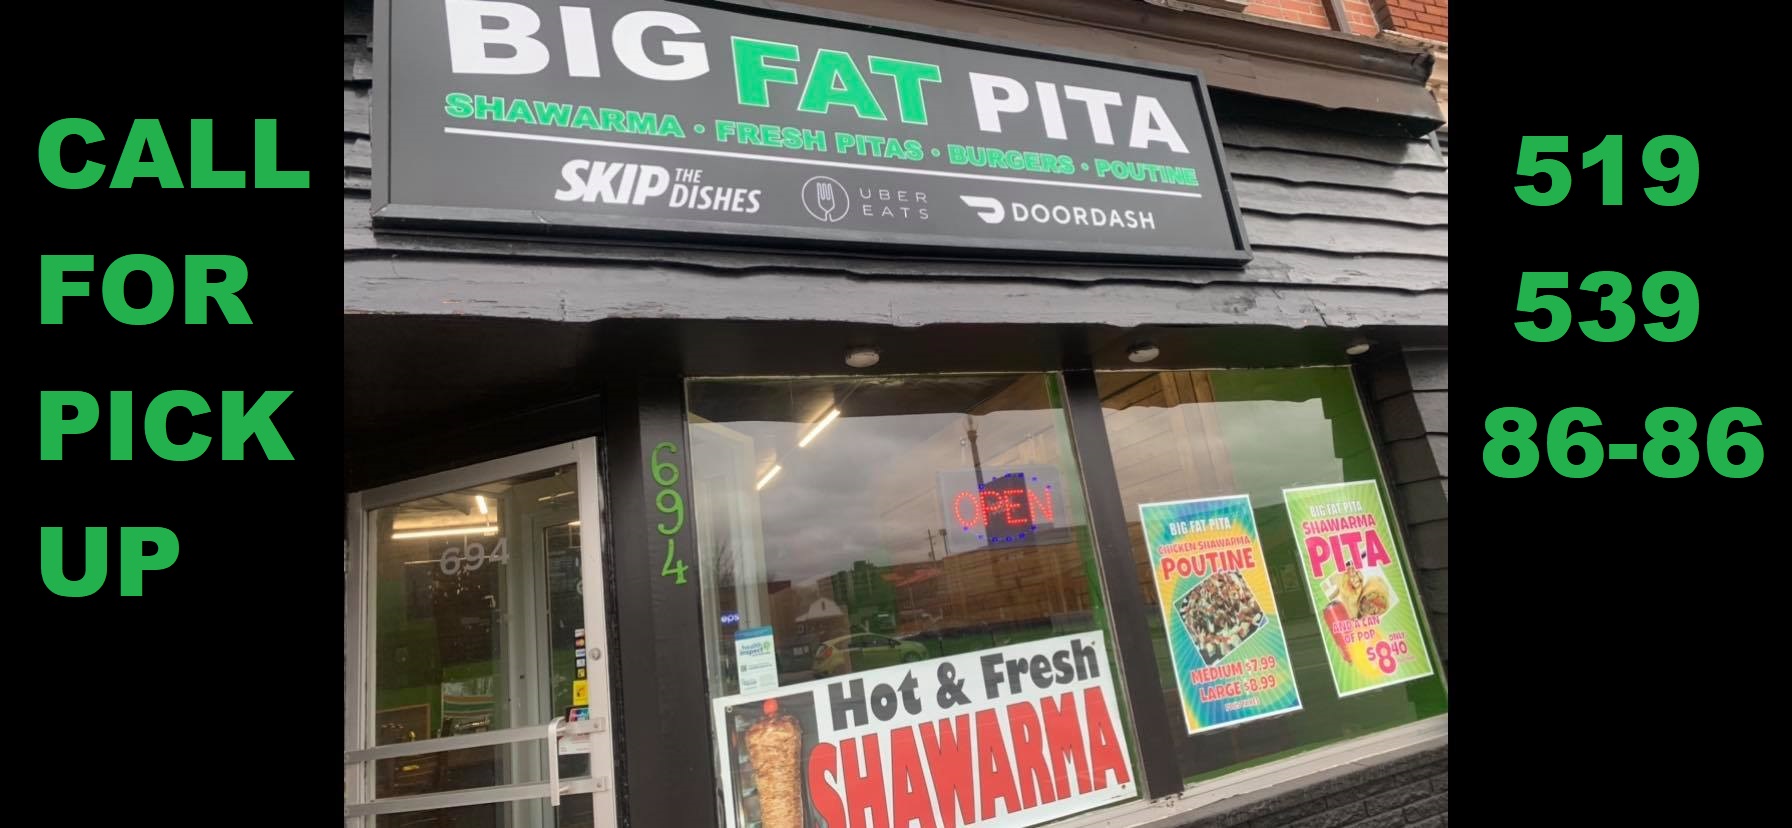 CALL
FOR
PICK
UP
BIG FAT PITA
SHAWARMA • FRESH PITAS • BURGERS • POUTINE
SKIP THE DISHES
UBER EATS
DOORDASH
694
694
OPEN
BIG FAT PITA
CHICKEN SHAWARMA
POUTINE
MEDIUM $7.99
LARGE $8.99
BIG FAT PITA
SHAWARMA
PITA
AND A CAN
OF POP
ONLY
$8.40
Hot & Fresh
SHAWARMA
519
539
86-86